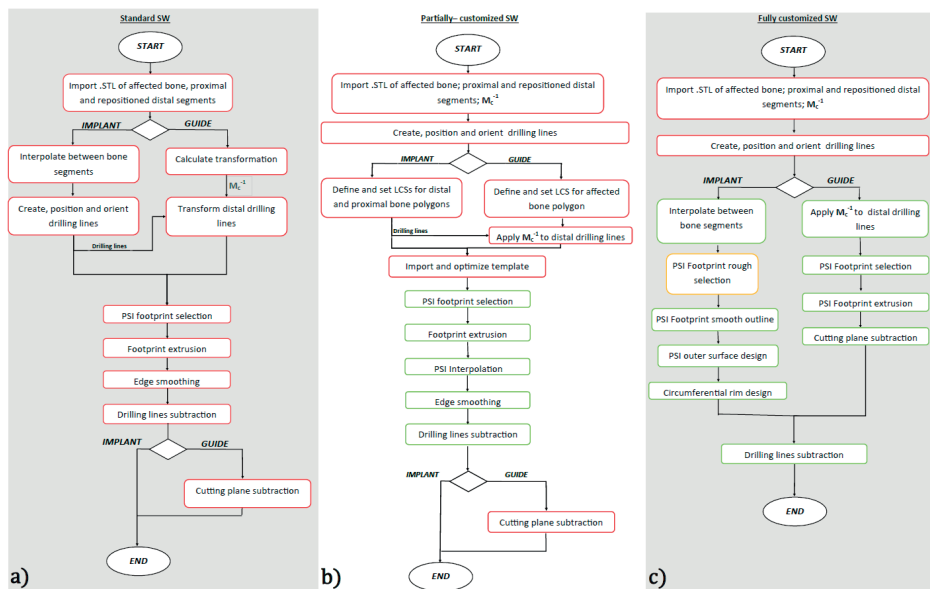 Standard SW
START
Import .STL of affected bone, proximal
and repositioned distal segments
IMPLANT
GUIDE
Interpolate between bone
segments
Calculate transformation
Mc-1
Create, position and orient
drilling lines
Transform distal drilling
lines
Drilling lines
PSI footprint selection
Footprint extrusion
Edge smoothing
Drilling lines subtraction
IMPLANT
GUIDE
Cutting plane subtraction
END
a)
Partially– customized SW
START
Import .STL of affected bone; proximal and repositioned distal
segments; Mc-1
Create, position and orient drilling lines
IMPLANT
GUIDE
Define and set LCSs for distal
and proximal bone polygons
Define and set LCS for affected
bone polygon
Drilling lines
Apply Mc-1 to distal drilling lines
Import and optimize template
PSI footprint selection
Footprint extrusion
PSI Interpolation
Edge smoothing
Drilling lines subtraction
IMPLANT
GUIDE
Cutting plane subtraction
END
b)
Fully customized SW
START
Import .STL of affected bone; proximal and repositioned distal
segments; Mc-1
Create, position and orient drilling lines
IMPLANT
GUIDE
Interpolate between
bone segments
Apply Mc-1 to distal drilling
lines
PSI Footprint rough
selection
PSI Footprint selection
PSI Footprint smooth outline
PSI Footprint extrusion
PSI outer surface design
Cutting plane subtraction
Circumferential rim design
Drilling lines subtraction
END
c)